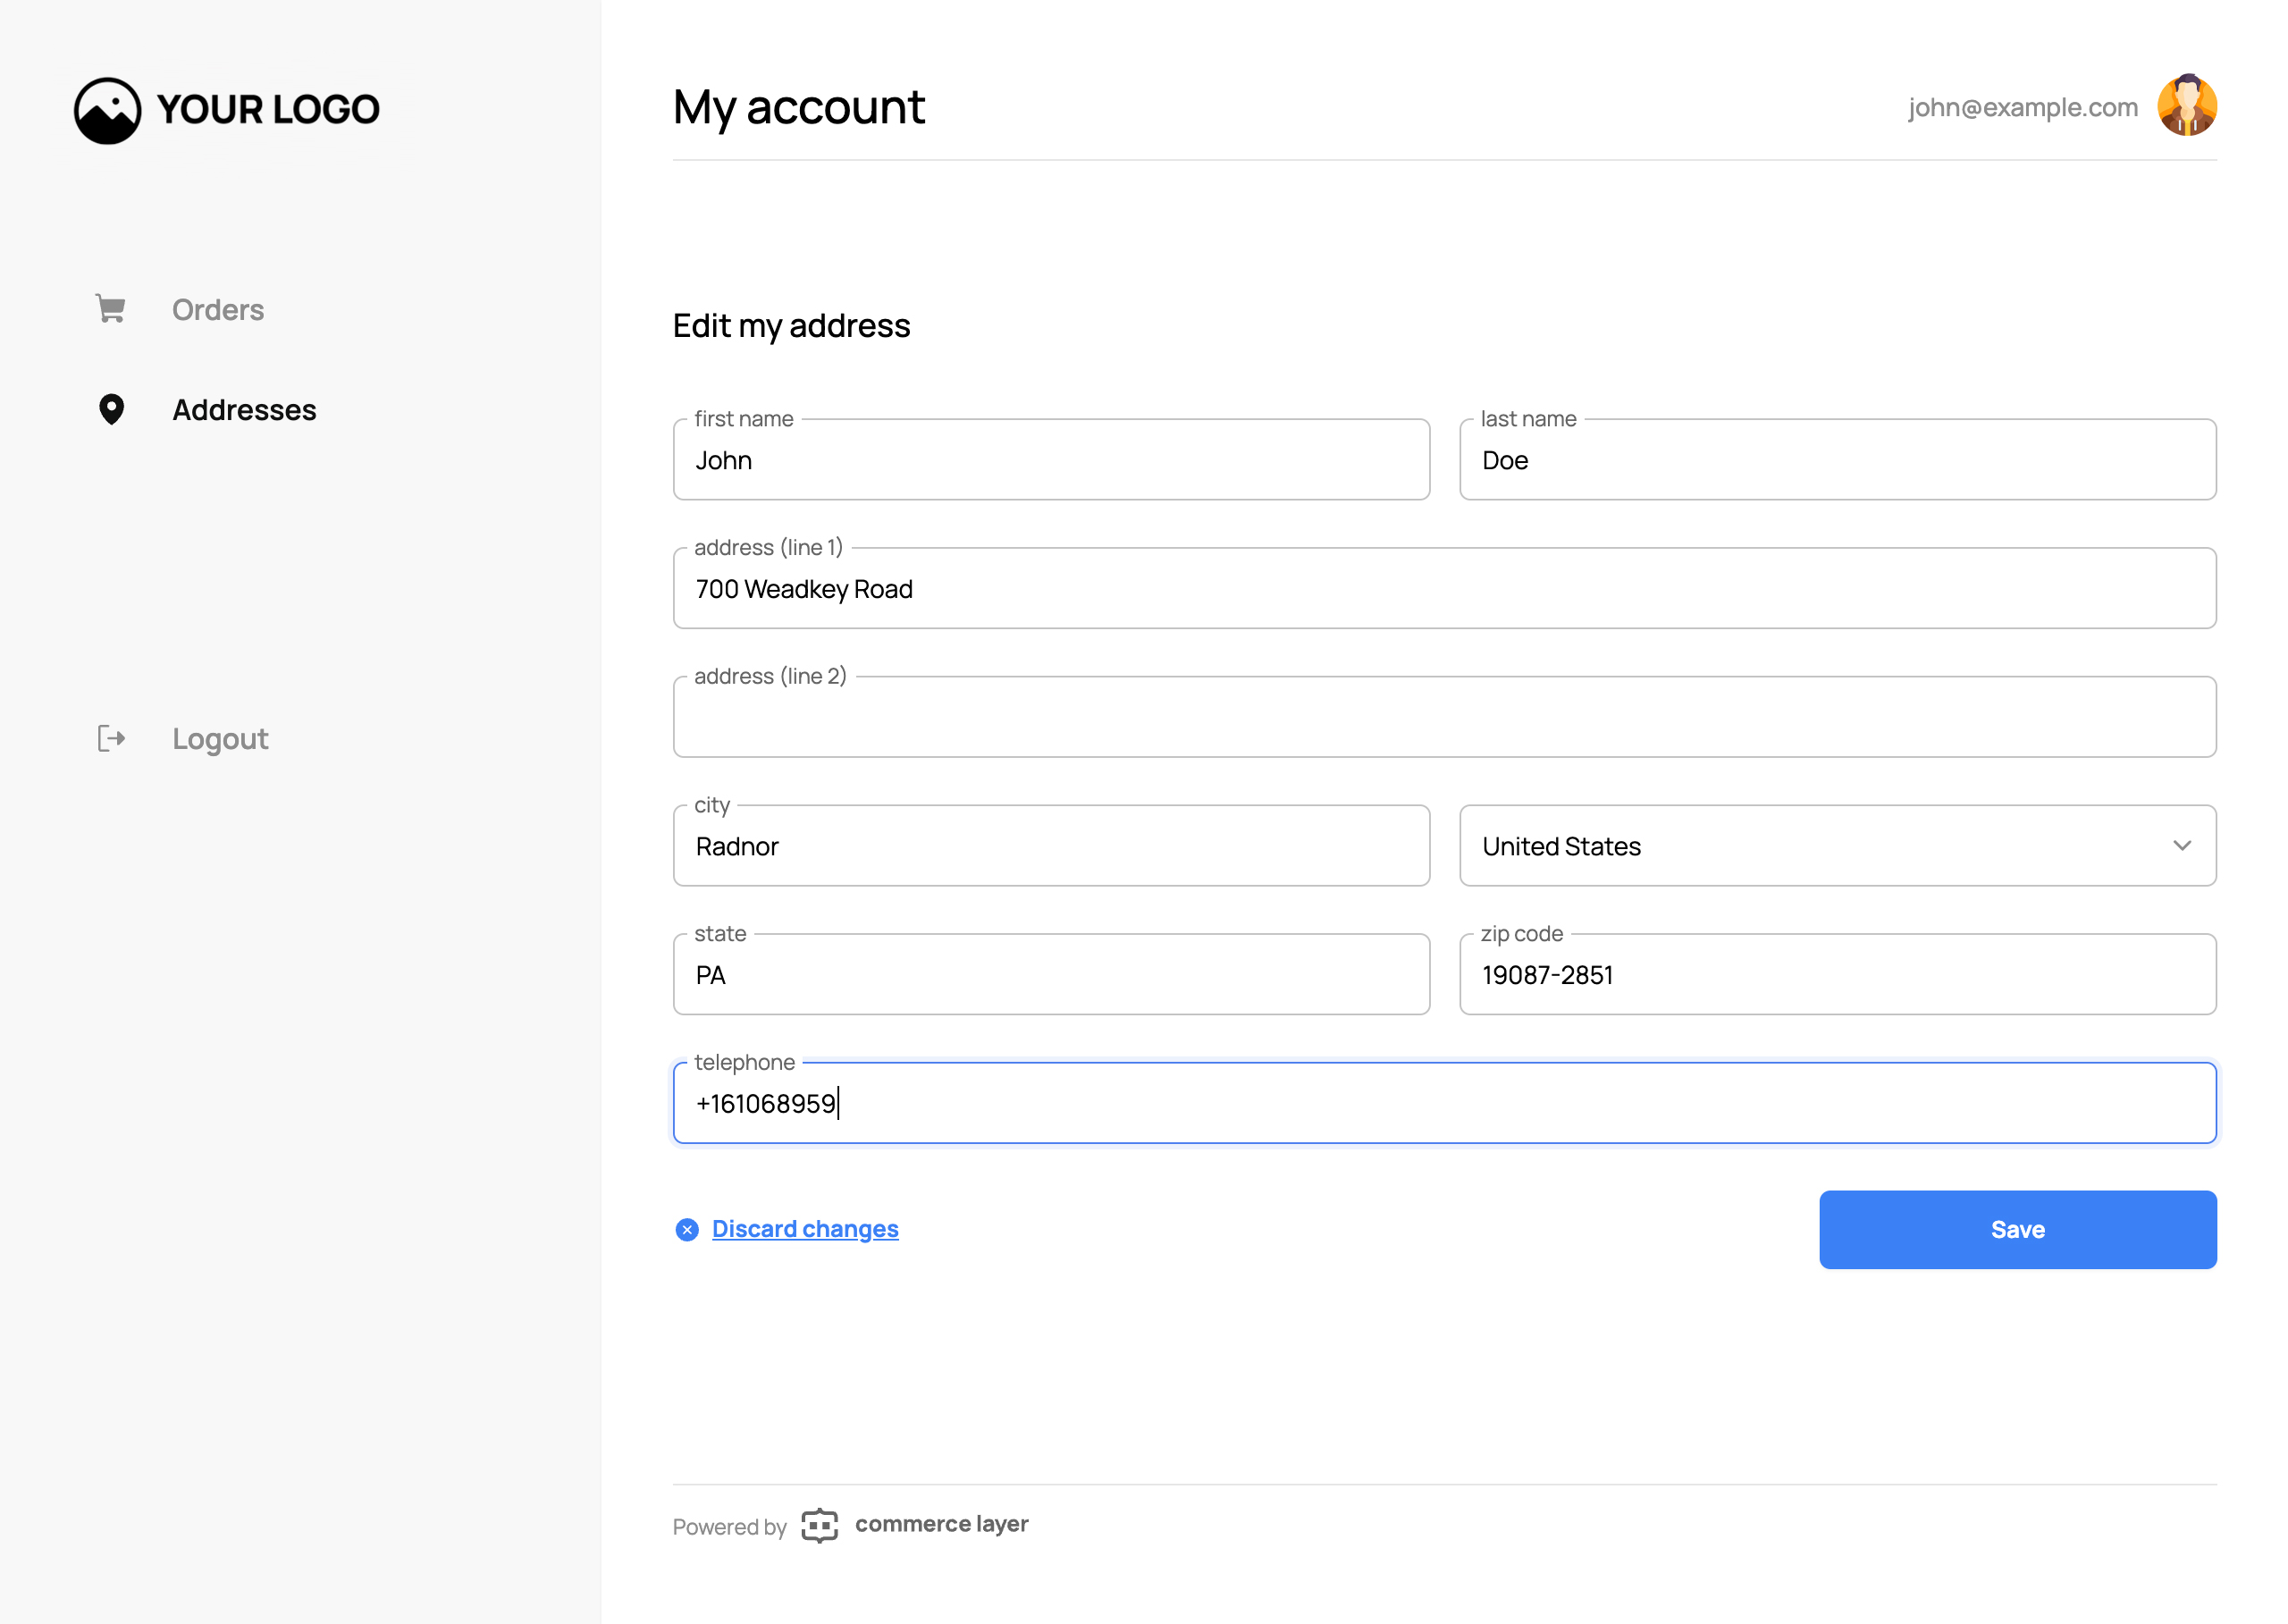 YOUR LOGO
My account
john@example.com
Orders
Addresses
Logout
Edit my address
first name
John
last name
Doe
address (line 1)
700 Weadkey Road
address (line 2)
city
Radnor
United States
state
PA
zip code
19087-2851
telephone
+161068959
Discard changes
Save
Powered by commerce layer